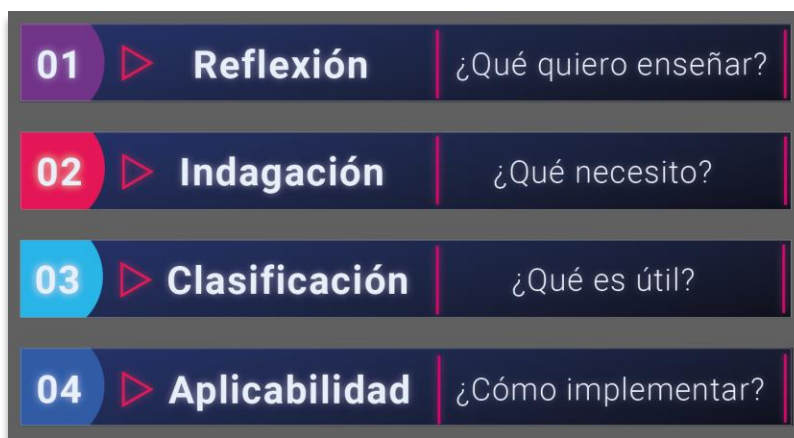 01 Reflexión ¿Qué quiero enseñar?
02 Indagación ¿Qué necesito?
03 Clasificación ¿Qué es útil?
04 Aplicabilidad ¿Cómo implementar?